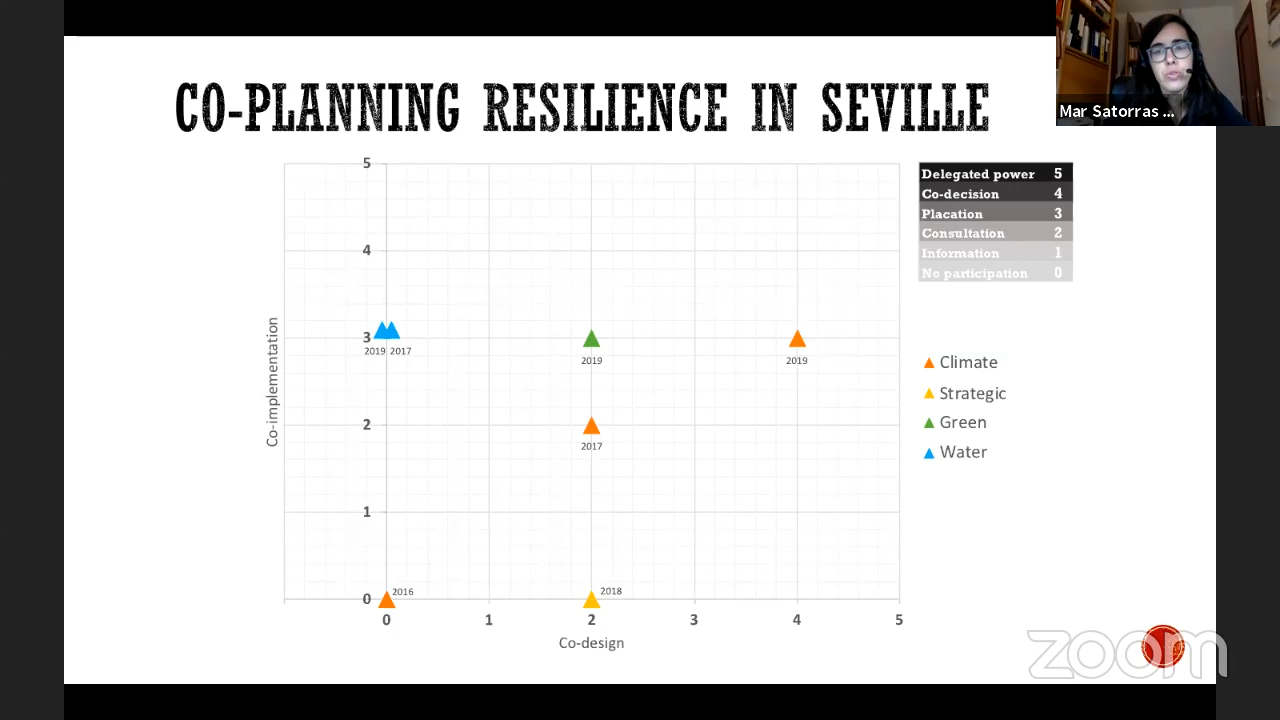 CO-PLANNING RESILIENCE IN SEVILLE
Mar Satorras ...
5
4
3
2
1
0
Co-implementation
2019 2017
2019
2019
2017
2016
2018
0 1 2 3 4 5
Co-design
Delegated power 5
Co-decision 4
Placation 3
Consultation 2
Information 1
No participation 0
Climate
Strategic
Green
Water
zoom